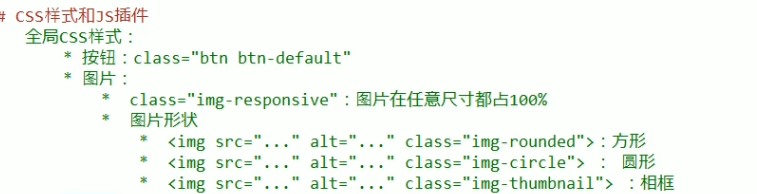 # CSS样式和JS插件
全局CSS样式：
* 按钮：class="btn btn-default"
* 图片：
* class="img-responsive"：图片在任意尺寸都占100%
* 图片形状
* <img src="..." alt="..." class="img-rounded">：方形
* <img src="..." alt="..." class="img-circle"> ： 圆形
* <img src="..." alt="..." class="img-thumbnail"> ：相框